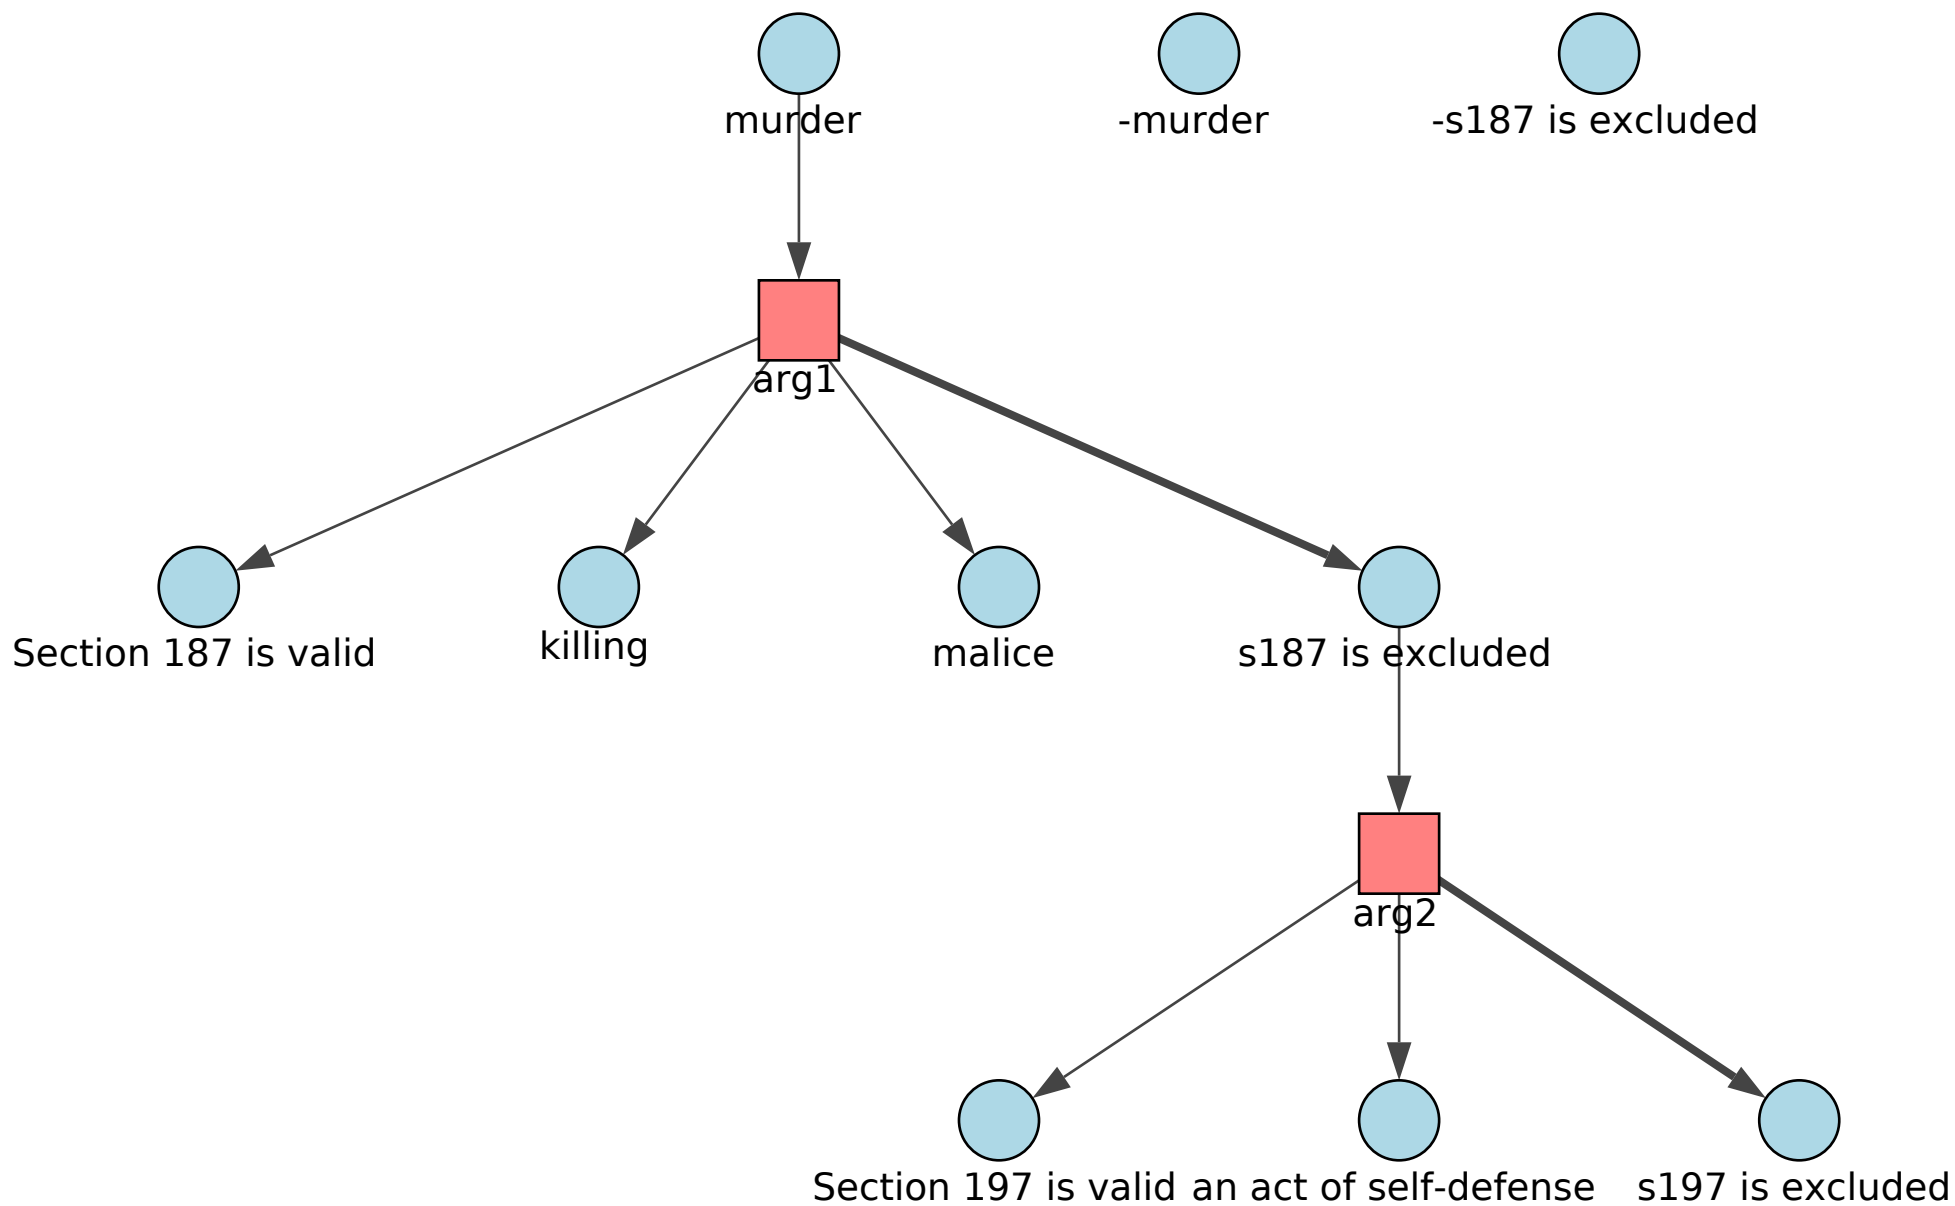 murder
-murder
-s187 is excluded
arg1
Section 187 is valid
killing
malice
s187 is excluded
arg2
Section 197 is valid
an act of self-defense
s197 is excluded